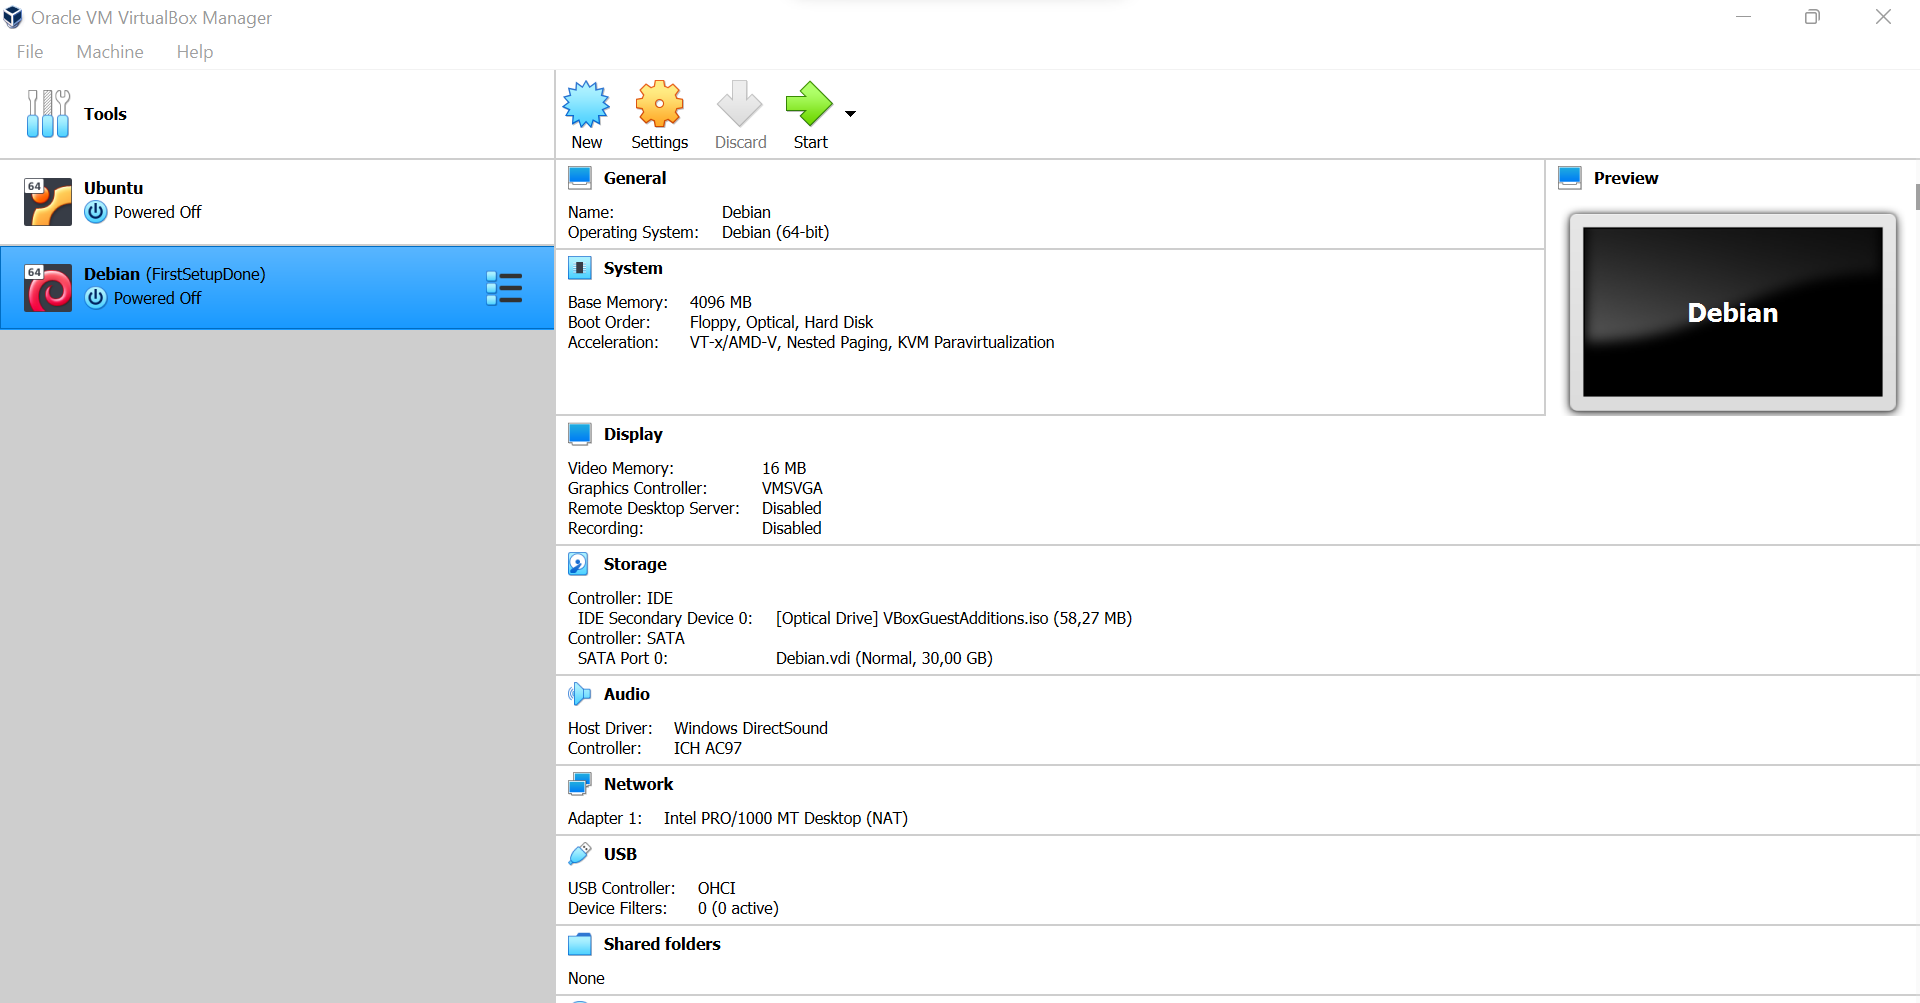 Oracle VM VirtualBox Manager
File Machine Help
Tools
New Settings Discard Start
64
Ubuntu
Powered Off
64
Debian (FirstSetupDone)
Powered Off
General
Name: Debian
Operating System: Debian (64-bit)
Preview
Debian
System
Base Memory: 4096 MB
Boot Order: Floppy, Optical, Hard Disk
Acceleration: VT-x/AMD-V, Nested Paging, KVM Paravirtualization
Display
Video Memory: 16 MB
Graphics Controller: VMSVGA
Remote Desktop Server: Disabled
Recording: Disabled
Storage
Controller: IDE
IDE Secondary Device 0: [Optical Drive] VBoxGuestAdditions.iso (58,27 MB)
Controller: SATA
SATA Port 0: Debian.vdi (Normal, 30,00 GB)
Audio
Host Driver: Windows DirectSound
Controller: ICH AC97
Network
Adapter 1: Intel PRO/1000 MT Desktop (NAT)
USB
USB Controller: OHCI
Device Filters: 0 (0 active)
Shared folders
None